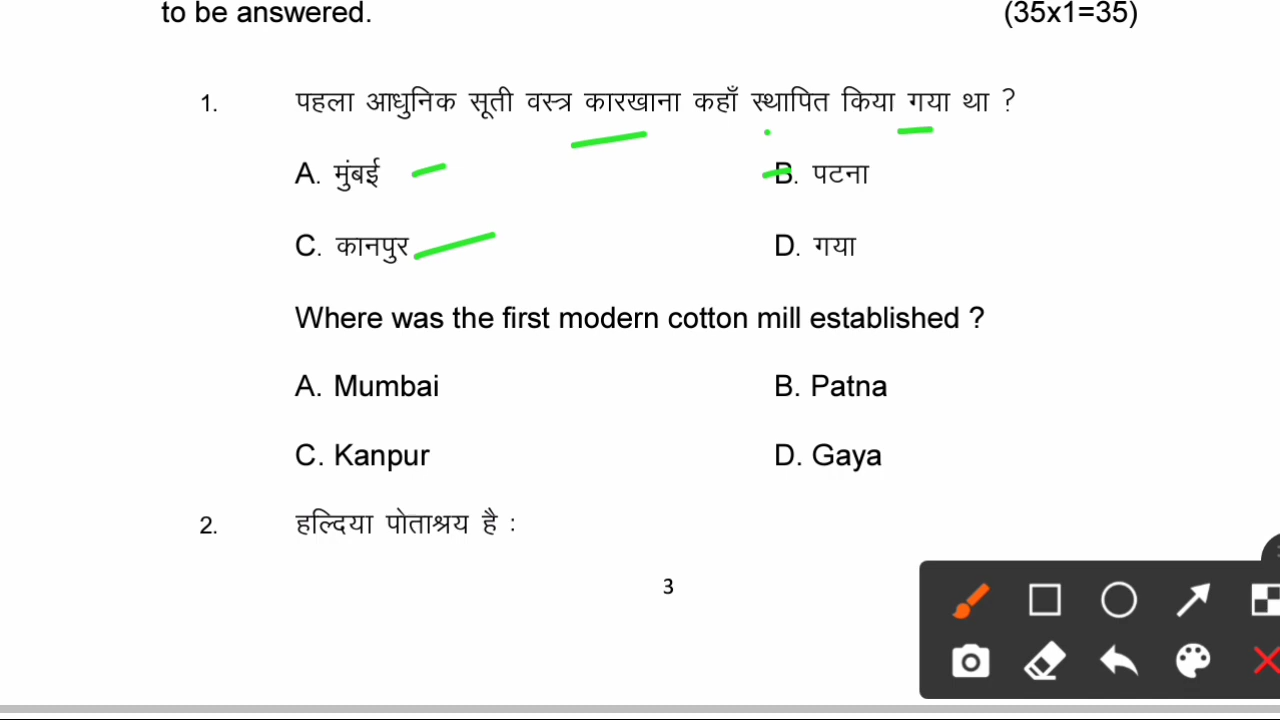 to be answered. (35x1=35)
1. पहला आधुनिक सूती वस्त्र कारखाना कहाँ स्थापित किया गया था ?
A. मुंबई B. पटना
C. कानपुर D. गया
Where was the first modern cotton mill established ?
A. Mumbai B. Patna
C. Kanpur D. Gaya
2. हल्दिया पोताश्रय है :
3